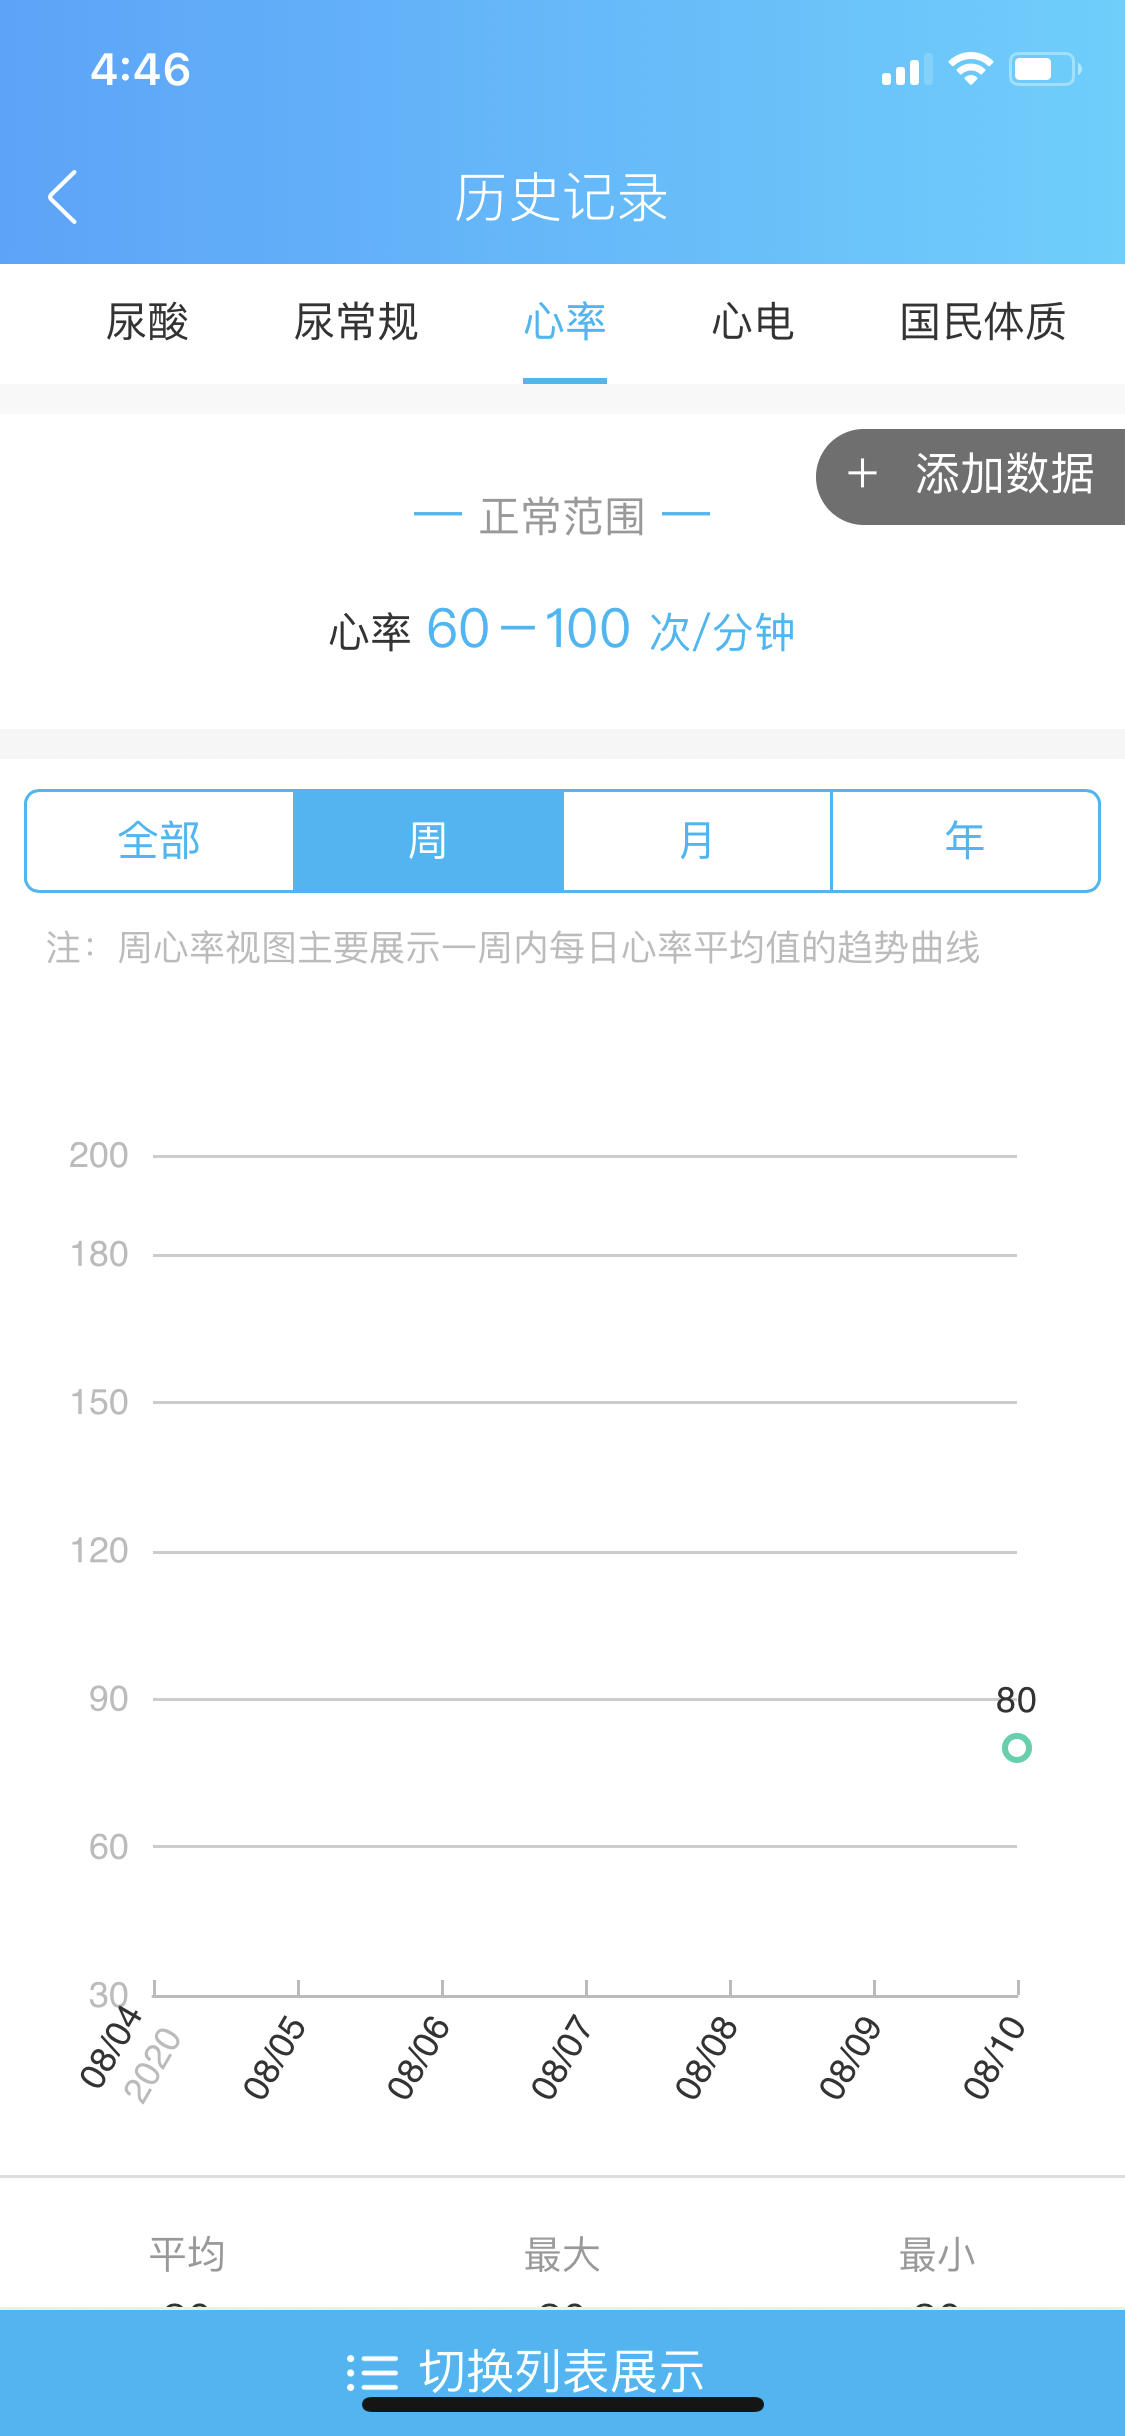 4:46
历史记录
尿酸 尿常规 心率 心电 国民体质
+ 添加数据
正常范围
心率 60-100 次/分钟
全部 周 月 年
注：周心率视图主要展示一周内每日心率平均值的趋势曲线
200
180
150
120
90
80
60
30
08/04 08/05 08/06 08/07 08/08 08/09 08/10
2020
平均 最大 最小
切换列表展示